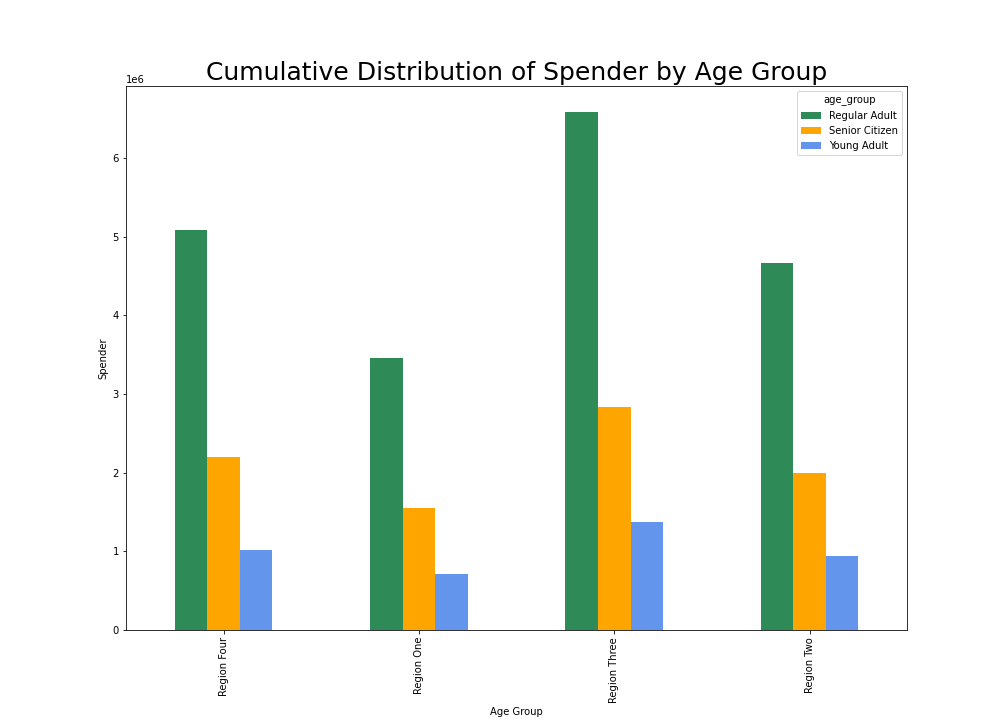 Cumulative Distribution of Spender by Age Group
1e6
age_group
Regular Adult
Senior Citizen
Young Adult
6
5
4
3
2
1
0
Spender
Region Four
Region One
Region Three
Region Two
Age Group